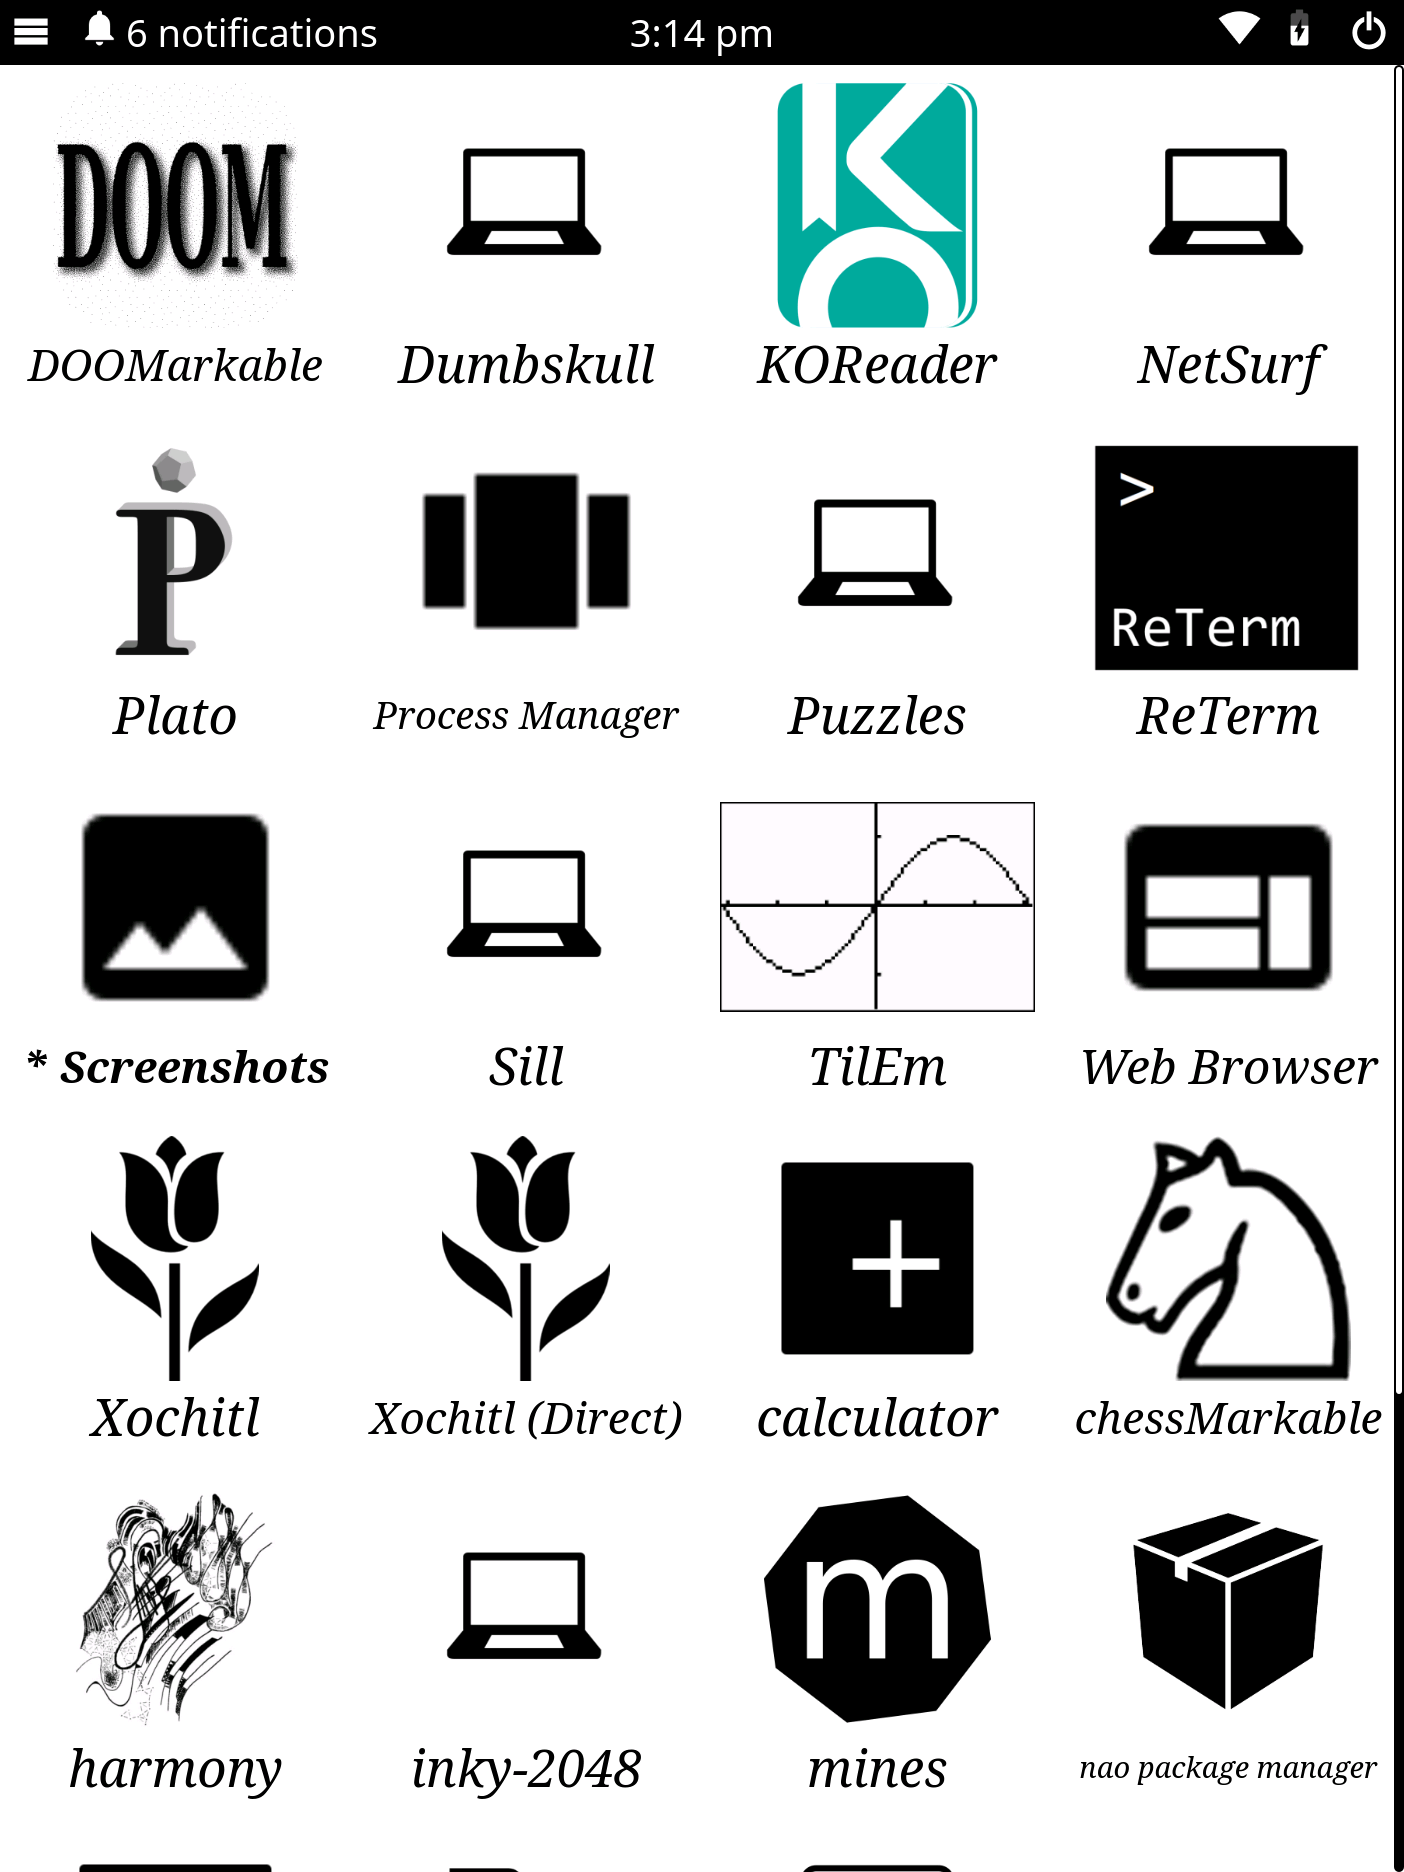 6 notifications 3:14 pm
DOOM
DOOMarkable Dumbskull KOReader NetSurf
P
>
ReTerm
Plato Process Manager Puzzles ReTerm
* Screenshots Sill TilEm Web Browser
Xochitl Xochitl (Direct) calculator chessMarkable
m
harmony inky-2048 mines nao package manager